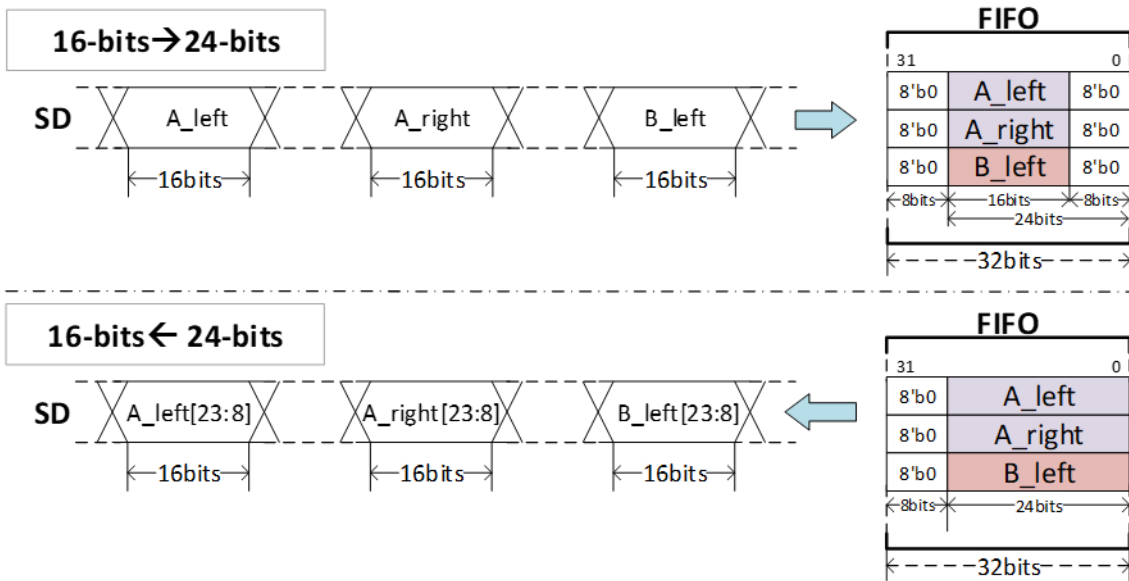 16-bits→24-bits
FIFO
31 0
SD A_left A_right B_left
8'b0 A_left 8'b0
8'b0 A_right 8'b0
8'b0 B_left 8'b0
16bits 16bits 16bits
8bits 16bits 8bits
24bits
32bits
16-bits← 24-bits
FIFO
31 0
SD A_left[23:8] A_right[23:8] B_left[23:8]
8'b0 A_left
8'b0 A_right
8'b0 B_left
16bits 16bits 16bits
8bits 24bits
32bits